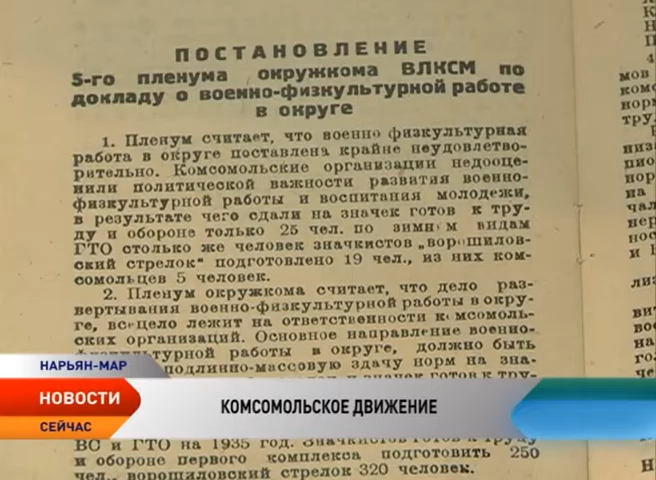 ПОСТАНОВЛЕНИЕ
5-го пленума окружкома ВЛКСМ по
докладу о военно-физкультурной работе
в округе
1. Пленум считает, что военно физкультурная
работа в округе поставлена крайне неудовлетво-
рительно. Комсомольские организации недооце-
нили политической важности развития военно-
физкультурной работы и воспитания молодежи,
в результате чего сдали на значек готов к тру-
ду и обороне только 25 чел. по зимним видам
ГТО столько же человек значкистов „ворошилов-
ский стрелок" подготовлено 19 чел., из них ком-
сомольцев 5 человек.
2. Пленум окружкома считает, что дело раз-
вертывания военно-физкультурной работы в окру-
ге, всецело лежит на ответственности комсомоль-
ских организаций. Основное направление военно-
физкультурной работы в округе, должно быть
подлинно-массовую здачу норм на зна-
значек готов к тру-
ВС и ГТО на 1935 год. Значкистов готов к труду
и обороне первого комплекса подготовить 250
чел., ворошиловский стрелок 320 человек.
НАРЬЯН-МАР
НОВОСТИ
СЕЙЧАС
КОМСОМОЛЬСКОЕ ДВИЖЕНИЕ